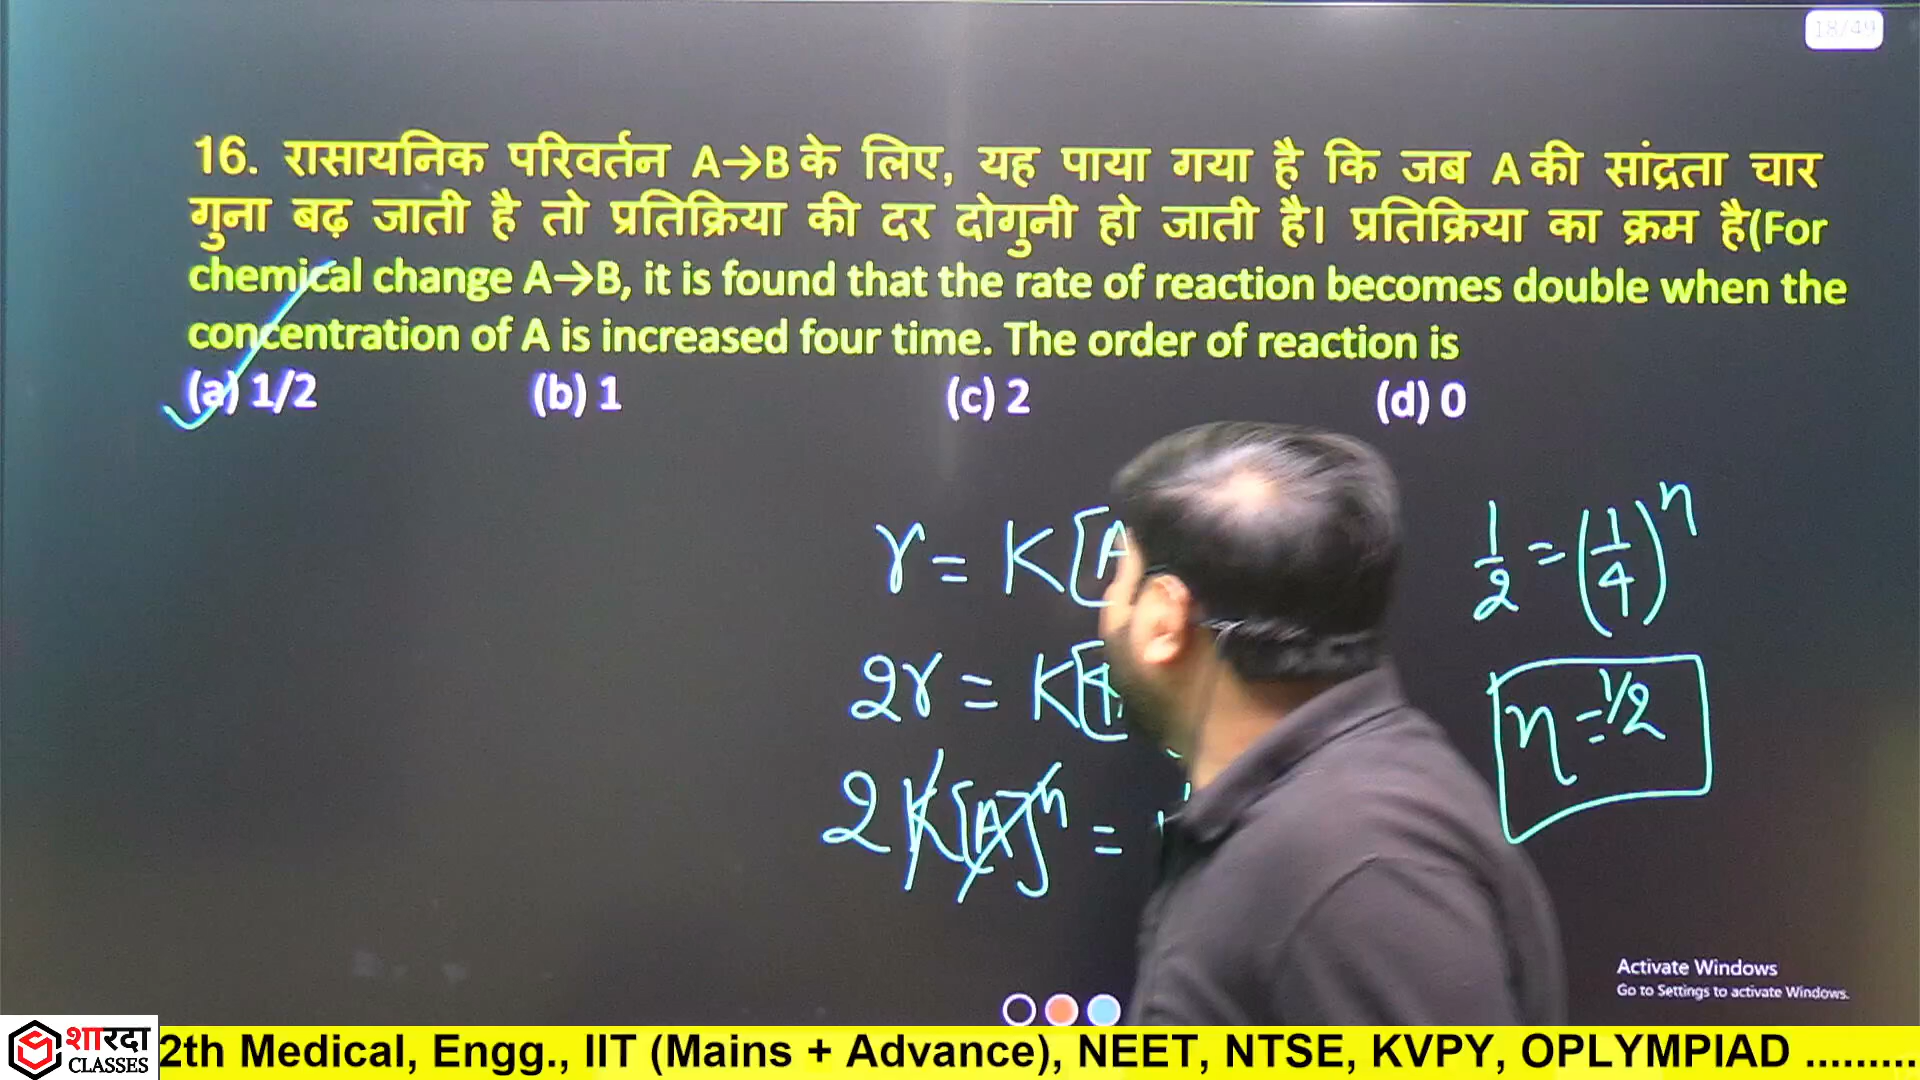 18/49
16. रासायनिक परिवर्तन A→B के लिए, यह पाया गया है कि जब A की सांद्रता चार
गुना बढ़ जाती है तो प्रतिक्रिया की दर दोगुनी हो जाती है। प्रतिक्रिया का क्रम है(For
chemical change A→B, it is found that the rate of reaction becomes double when the
concentration of A is increased four time. The order of reaction is
(a) 1/2 (b) 1 (c) 2 (d) 0
r = K[A
1/2 = (1/4)^n
2r = K[4
n = 1/2
2 K[A]^n =
Activate Windows
Go to Settings to activate Windows.
शारदा
CLASSES
2th Medical, Engg., IIT (Mains + Advance), NEET, NTSE, KVPY, OPLYMPIAD .........